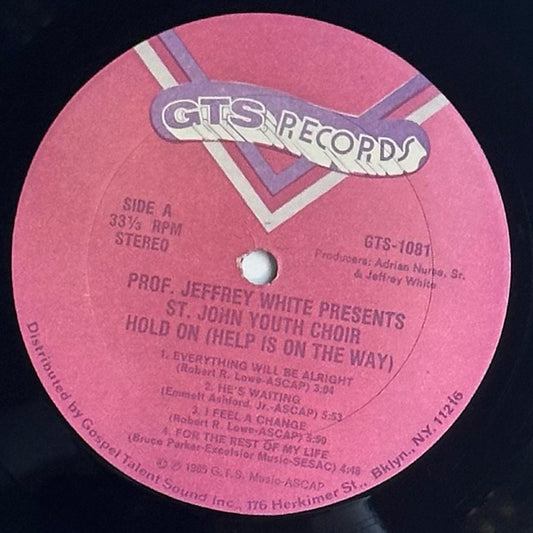 G.T.S. RECORDS
SIDE A
33⅓ RPM
STEREO
GTS-1081
Producers: Adrian Nurse, Sr.
& Jeffrey White
PROF. JEFFREY WHITE PRESENTS
ST. JOHN YOUTH CHOIR
HOLD ON (HELP IS ON THE WAY)
1. EVERYTHING WILL BE ALRIGHT
(Robert R. Lowe-ASCAP) 3:94
2. HE'S WAITING
(Emmett Ashford, Jr.-ASCAP) 5:53
3. I FEEL A CHANGE
(Robert R. Lowe-ASCAP) 5:50
4. FOR THE REST OF MY LIFE
(Bruce Parker-Excelsior Music-SESAC) 4:48
© ℗ 1985 G.T.S. Music-ASCAP
Distributed by Gospel Talent Sound Inc., 176 Herkimer St., Bklyn., N.Y. 11216